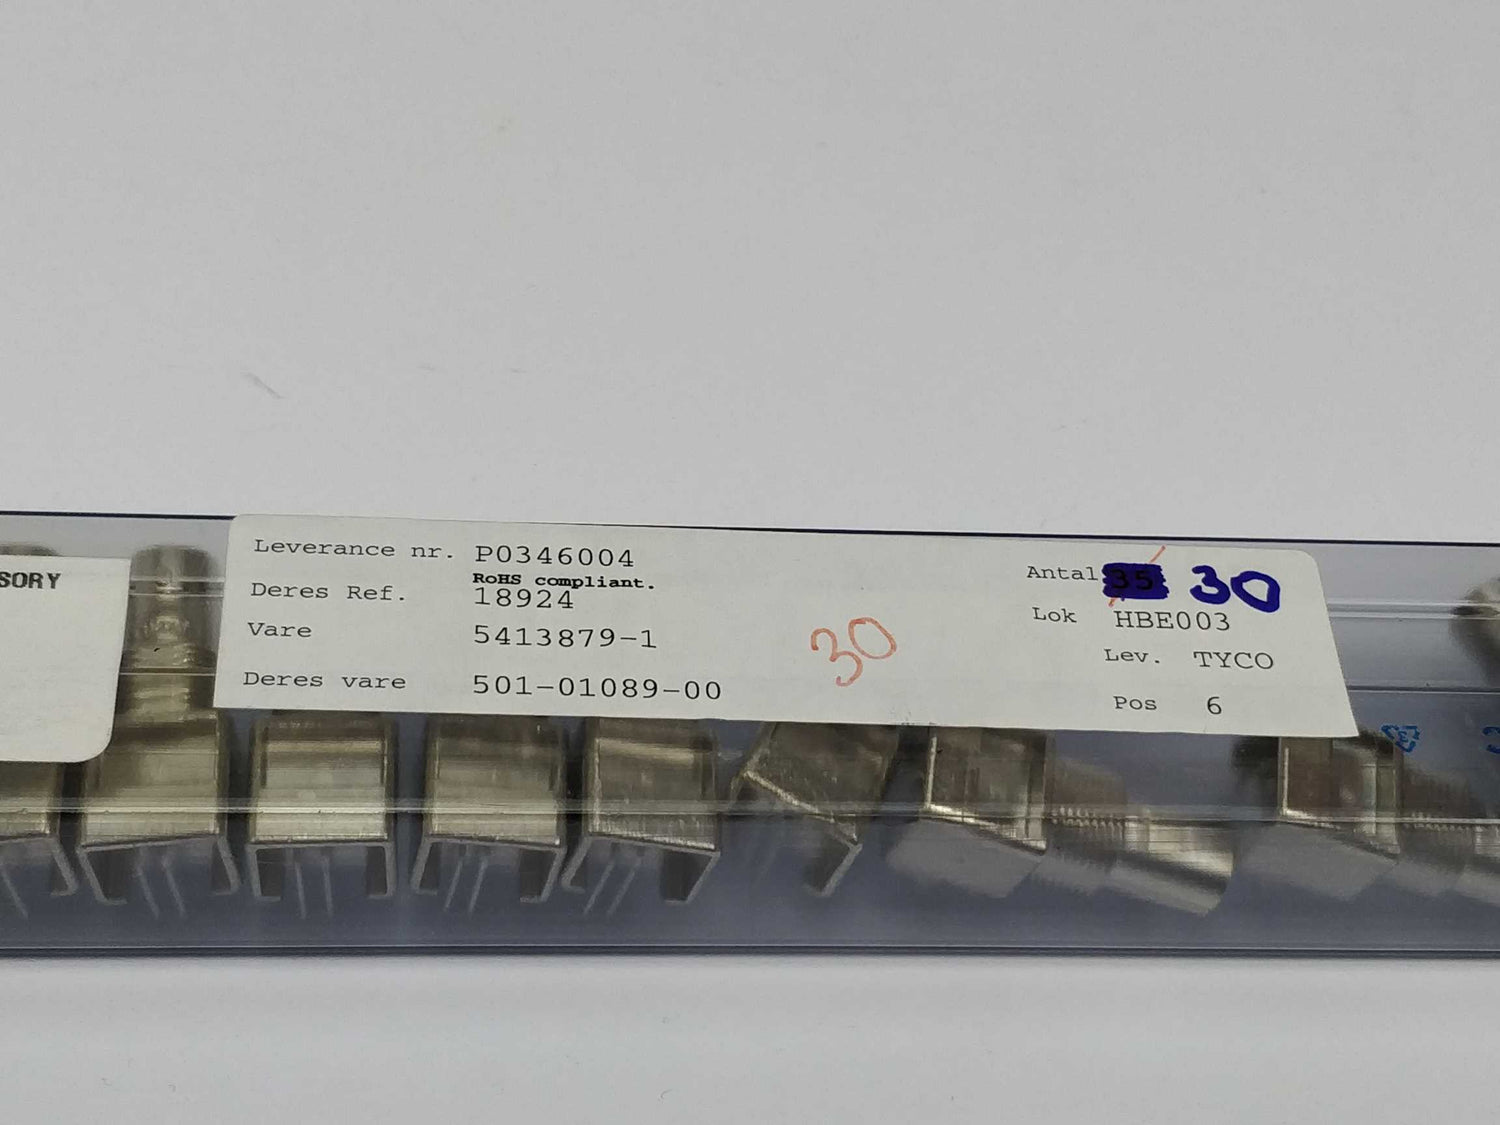 SORY
Leverance nr. P0346004
RoHS compliant.
Deres Ref. 18924
Vare 5413879-1
Deres vare 501-01089-00
30
Antal 35 30
Lok HBE003
Lev. TYCO
Pos 6